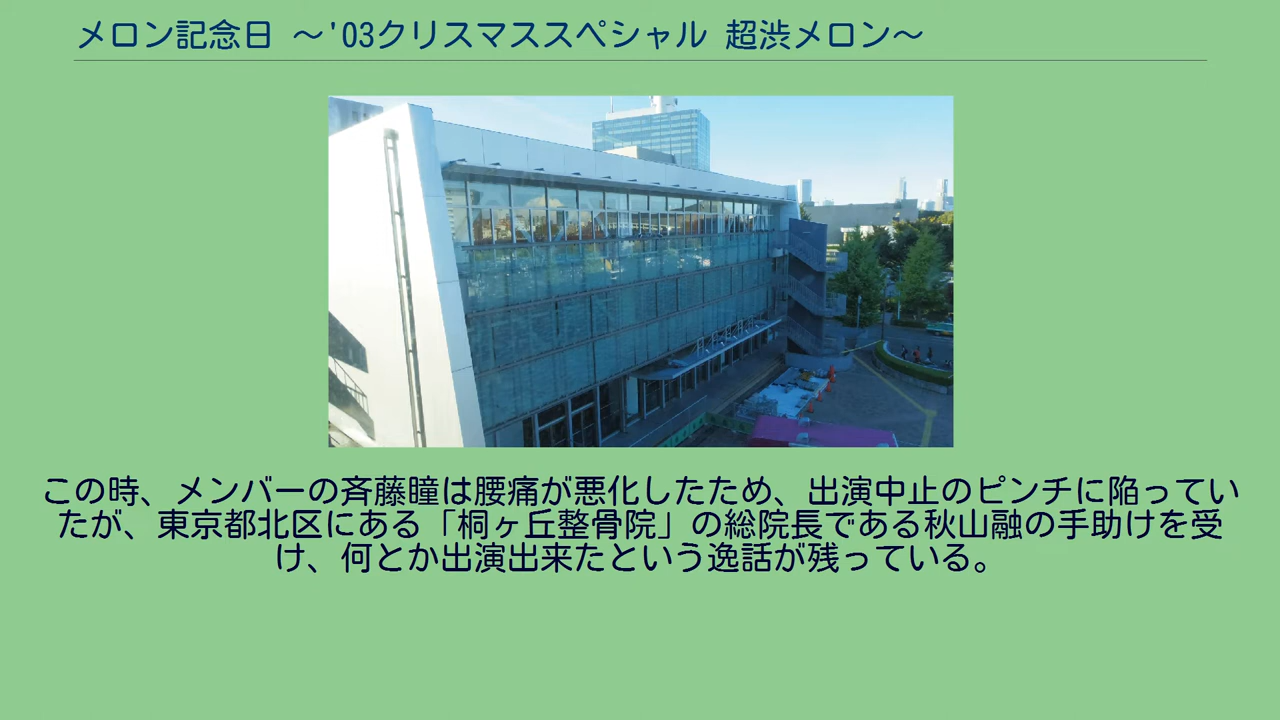 メロン記念日 ～'03クリスマススペシャル 超渋メロン～
この時、メンバーの斉藤瞳は腰痛が悪化したため、出演中止のピンチに陥ってい
たが、東京都北区にある「桐ヶ丘整骨院」の総院長である秋山融の手助けを受
け、何とか出演出来たという逸話が残っている。